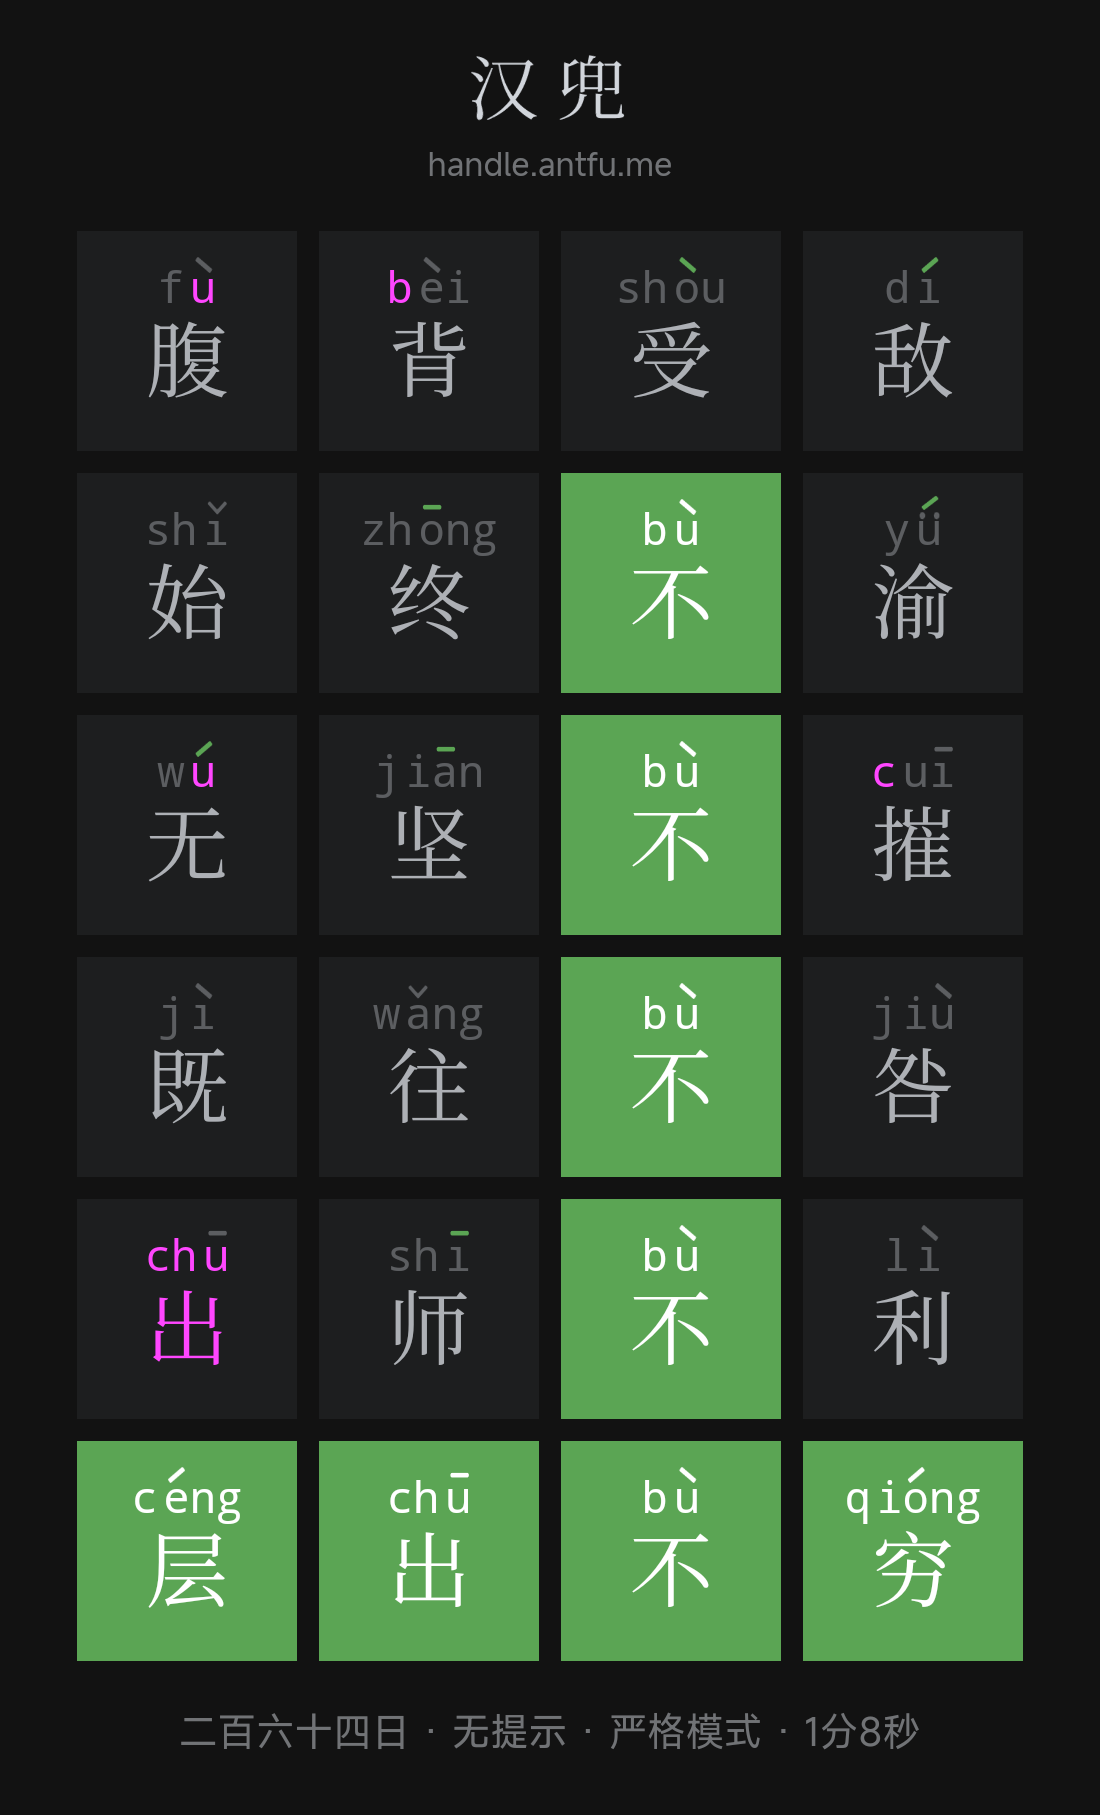 汉兜
handle.antfu.me
fù bèi shòu dí
腹 背 受 敌
shǐ zhōng bù yǘ
始 终 不 渝
wú jiān bù cuī
无 坚 不 摧
jì wǎng bù jiù
既 往 不 咎
chū shī bù lì
出 师 不 利
céng chū bù qióng
层 出 不 穷
二百六十四日 · 无提示 · 严格模式 · 1分8秒